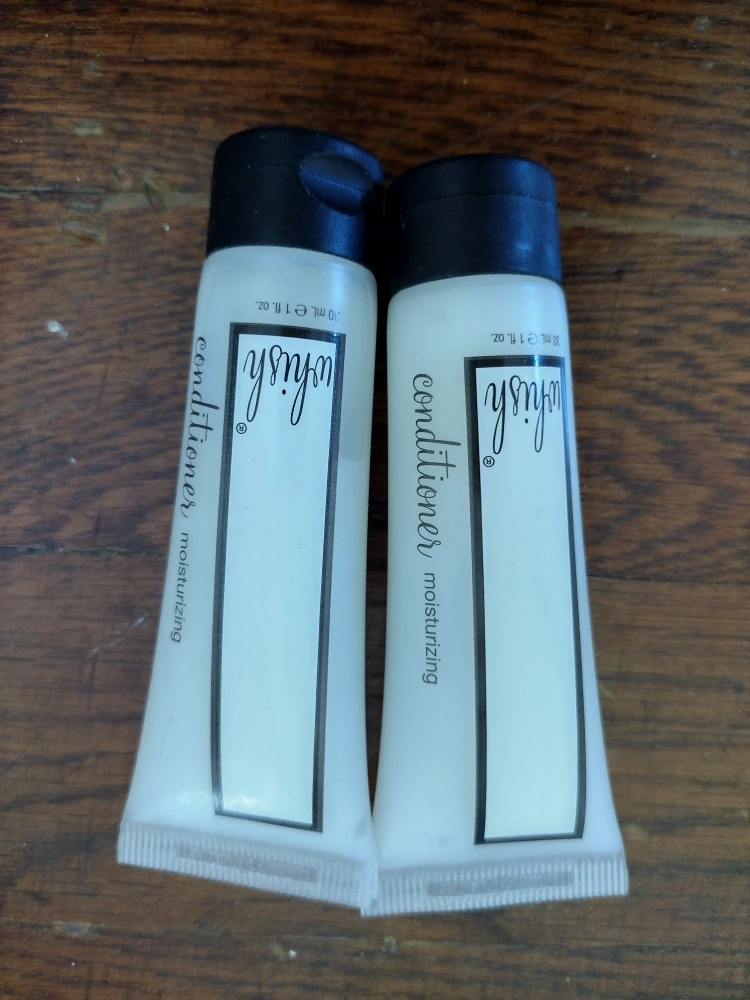 30 mL ℮ 1 fl. oz.
whish®
conditioner moisturizing
30 mL ℮ 1 fl. oz.
whish®
conditioner moisturizing